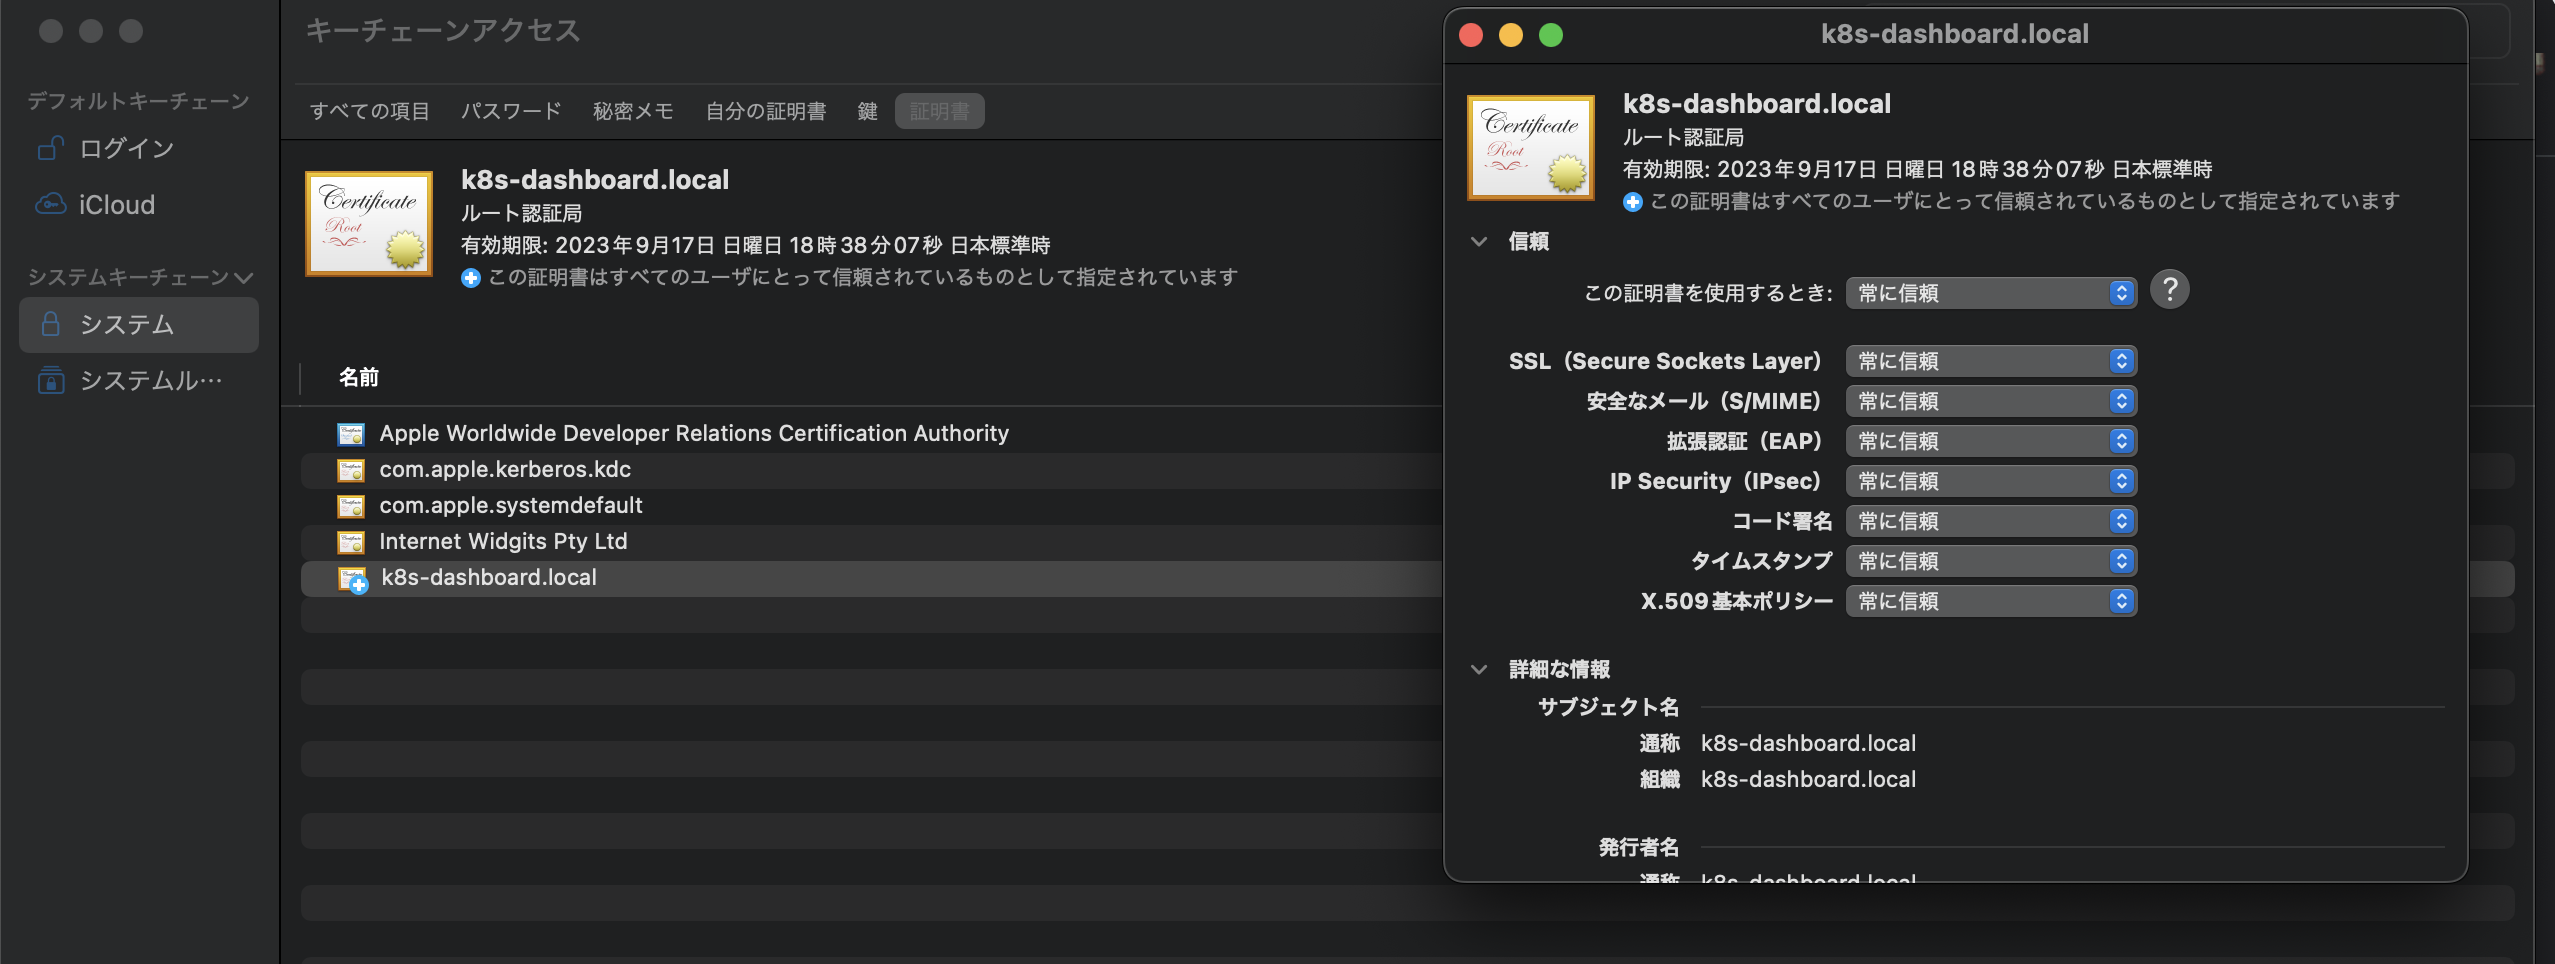 キーチェーンアクセス
デフォルトキーチェーン
ログイン
iCloud
システムキーチェーン
システム
システムル…
すべての項目
パスワード
秘密メモ
自分の証明書
鍵
証明書
Certificate
Root
k8s-dashboard.local
ルート認証局
有効期限: 2023年9月17日 日曜日 18時38分07秒 日本標準時
この証明書はすべてのユーザにとって信頼されているものとして指定されています
名前
Apple Worldwide Developer Relations Certification Authority
com.apple.kerberos.kdc
com.apple.systemdefault
Internet Widgits Pty Ltd
k8s-dashboard.local
k8s-dashboard.local
Certificate
Root
k8s-dashboard.local
ルート認証局
有効期限: 2023年9月17日 日曜日 18時38分07秒 日本標準時
この証明書はすべてのユーザにとって信頼されているものとして指定されています
信頼
この証明書を使用するとき: 常に信頼 ?
SSL（Secure Sockets Layer） 常に信頼
安全なメール（S/MIME） 常に信頼
拡張認証（EAP） 常に信頼
IP Security（IPsec） 常に信頼
コード署名 常に信頼
タイムスタンプ 常に信頼
X.509基本ポリシー 常に信頼
詳細な情報
サブジェクト名
通称 k8s-dashboard.local
組織 k8s-dashboard.local
発行者名
通称 k8s-dashboard.local